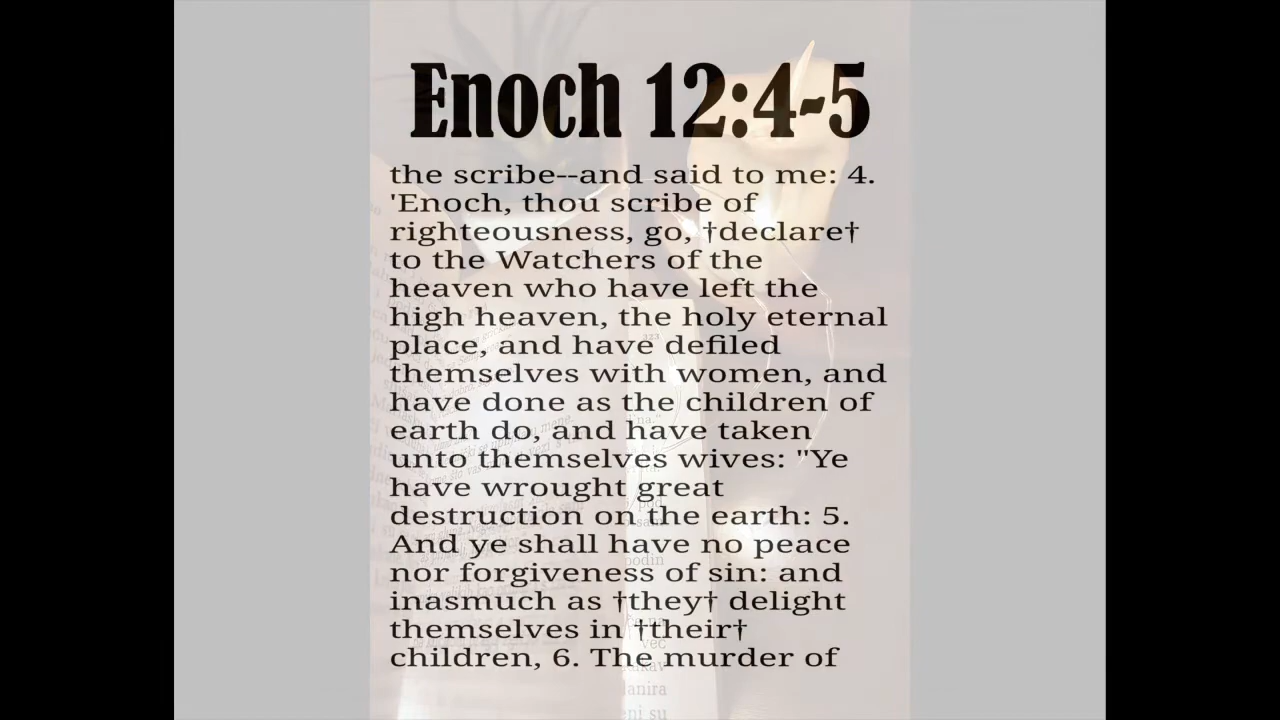 Enoch 12:4-5
the scribe--and said to me: 4.
'Enoch, thou scribe of
righteousness, go, †declare†
to the Watchers of the
heaven who have left the
high heaven, the holy eternal
place, and have defiled
themselves with women, and
have done as the children of
earth do, and have taken
unto themselves wives: "Ye
have wrought great
destruction on the earth: 5.
And ye shall have no peace
nor forgiveness of sin: and
inasmuch as †they† delight
themselves in †their†
children, 6. The murder of